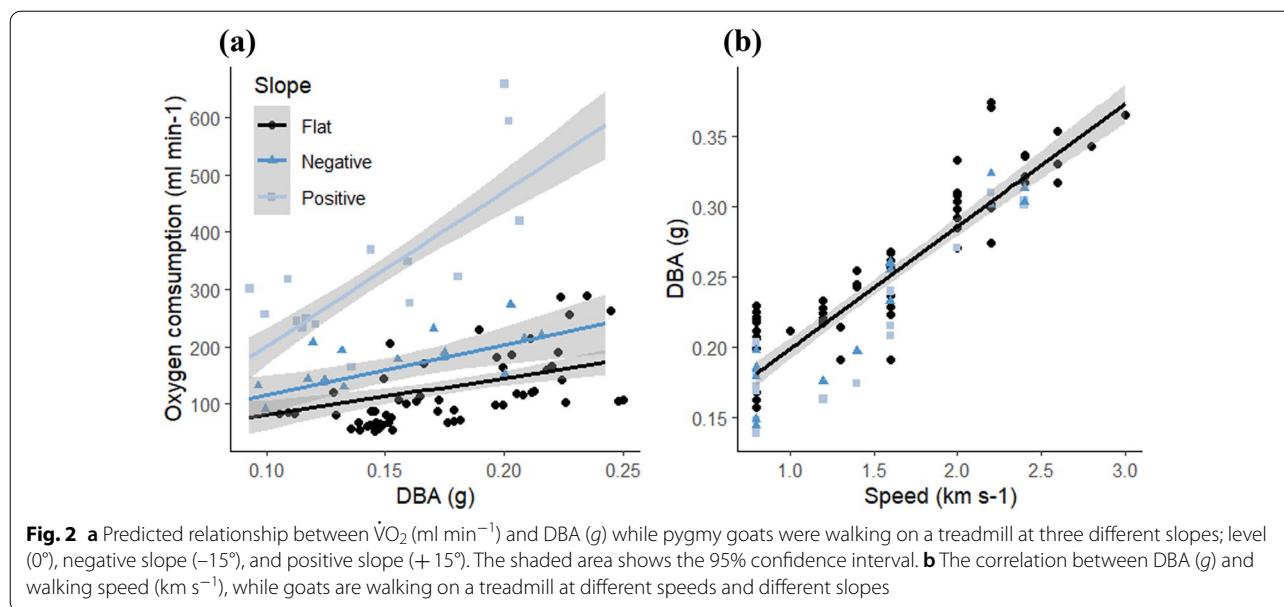 (a)
Slope
Flat
Negative
Positive
Oxygen comsumption (ml min-1)
600
500
400
300
200
100
0.10
0.15
0.20
0.25
DBA (g)
(b)
DBA (g)
0.35
0.30
0.25
0.20
0.15
1.0
1.5
2.0
2.5
3.0
Speed (km s-1)
Fig. 2 a Predicted relationship between V̇O₂ (ml min⁻¹) and DBA (g) while pygmy goats were walking on a treadmill at three different slopes; level
(0°), negative slope (–15°), and positive slope (+ 15°). The shaded area shows the 95% confidence interval. b The correlation between DBA (g) and
walking speed (km s⁻¹), while goats are walking on a treadmill at different speeds and different slopes